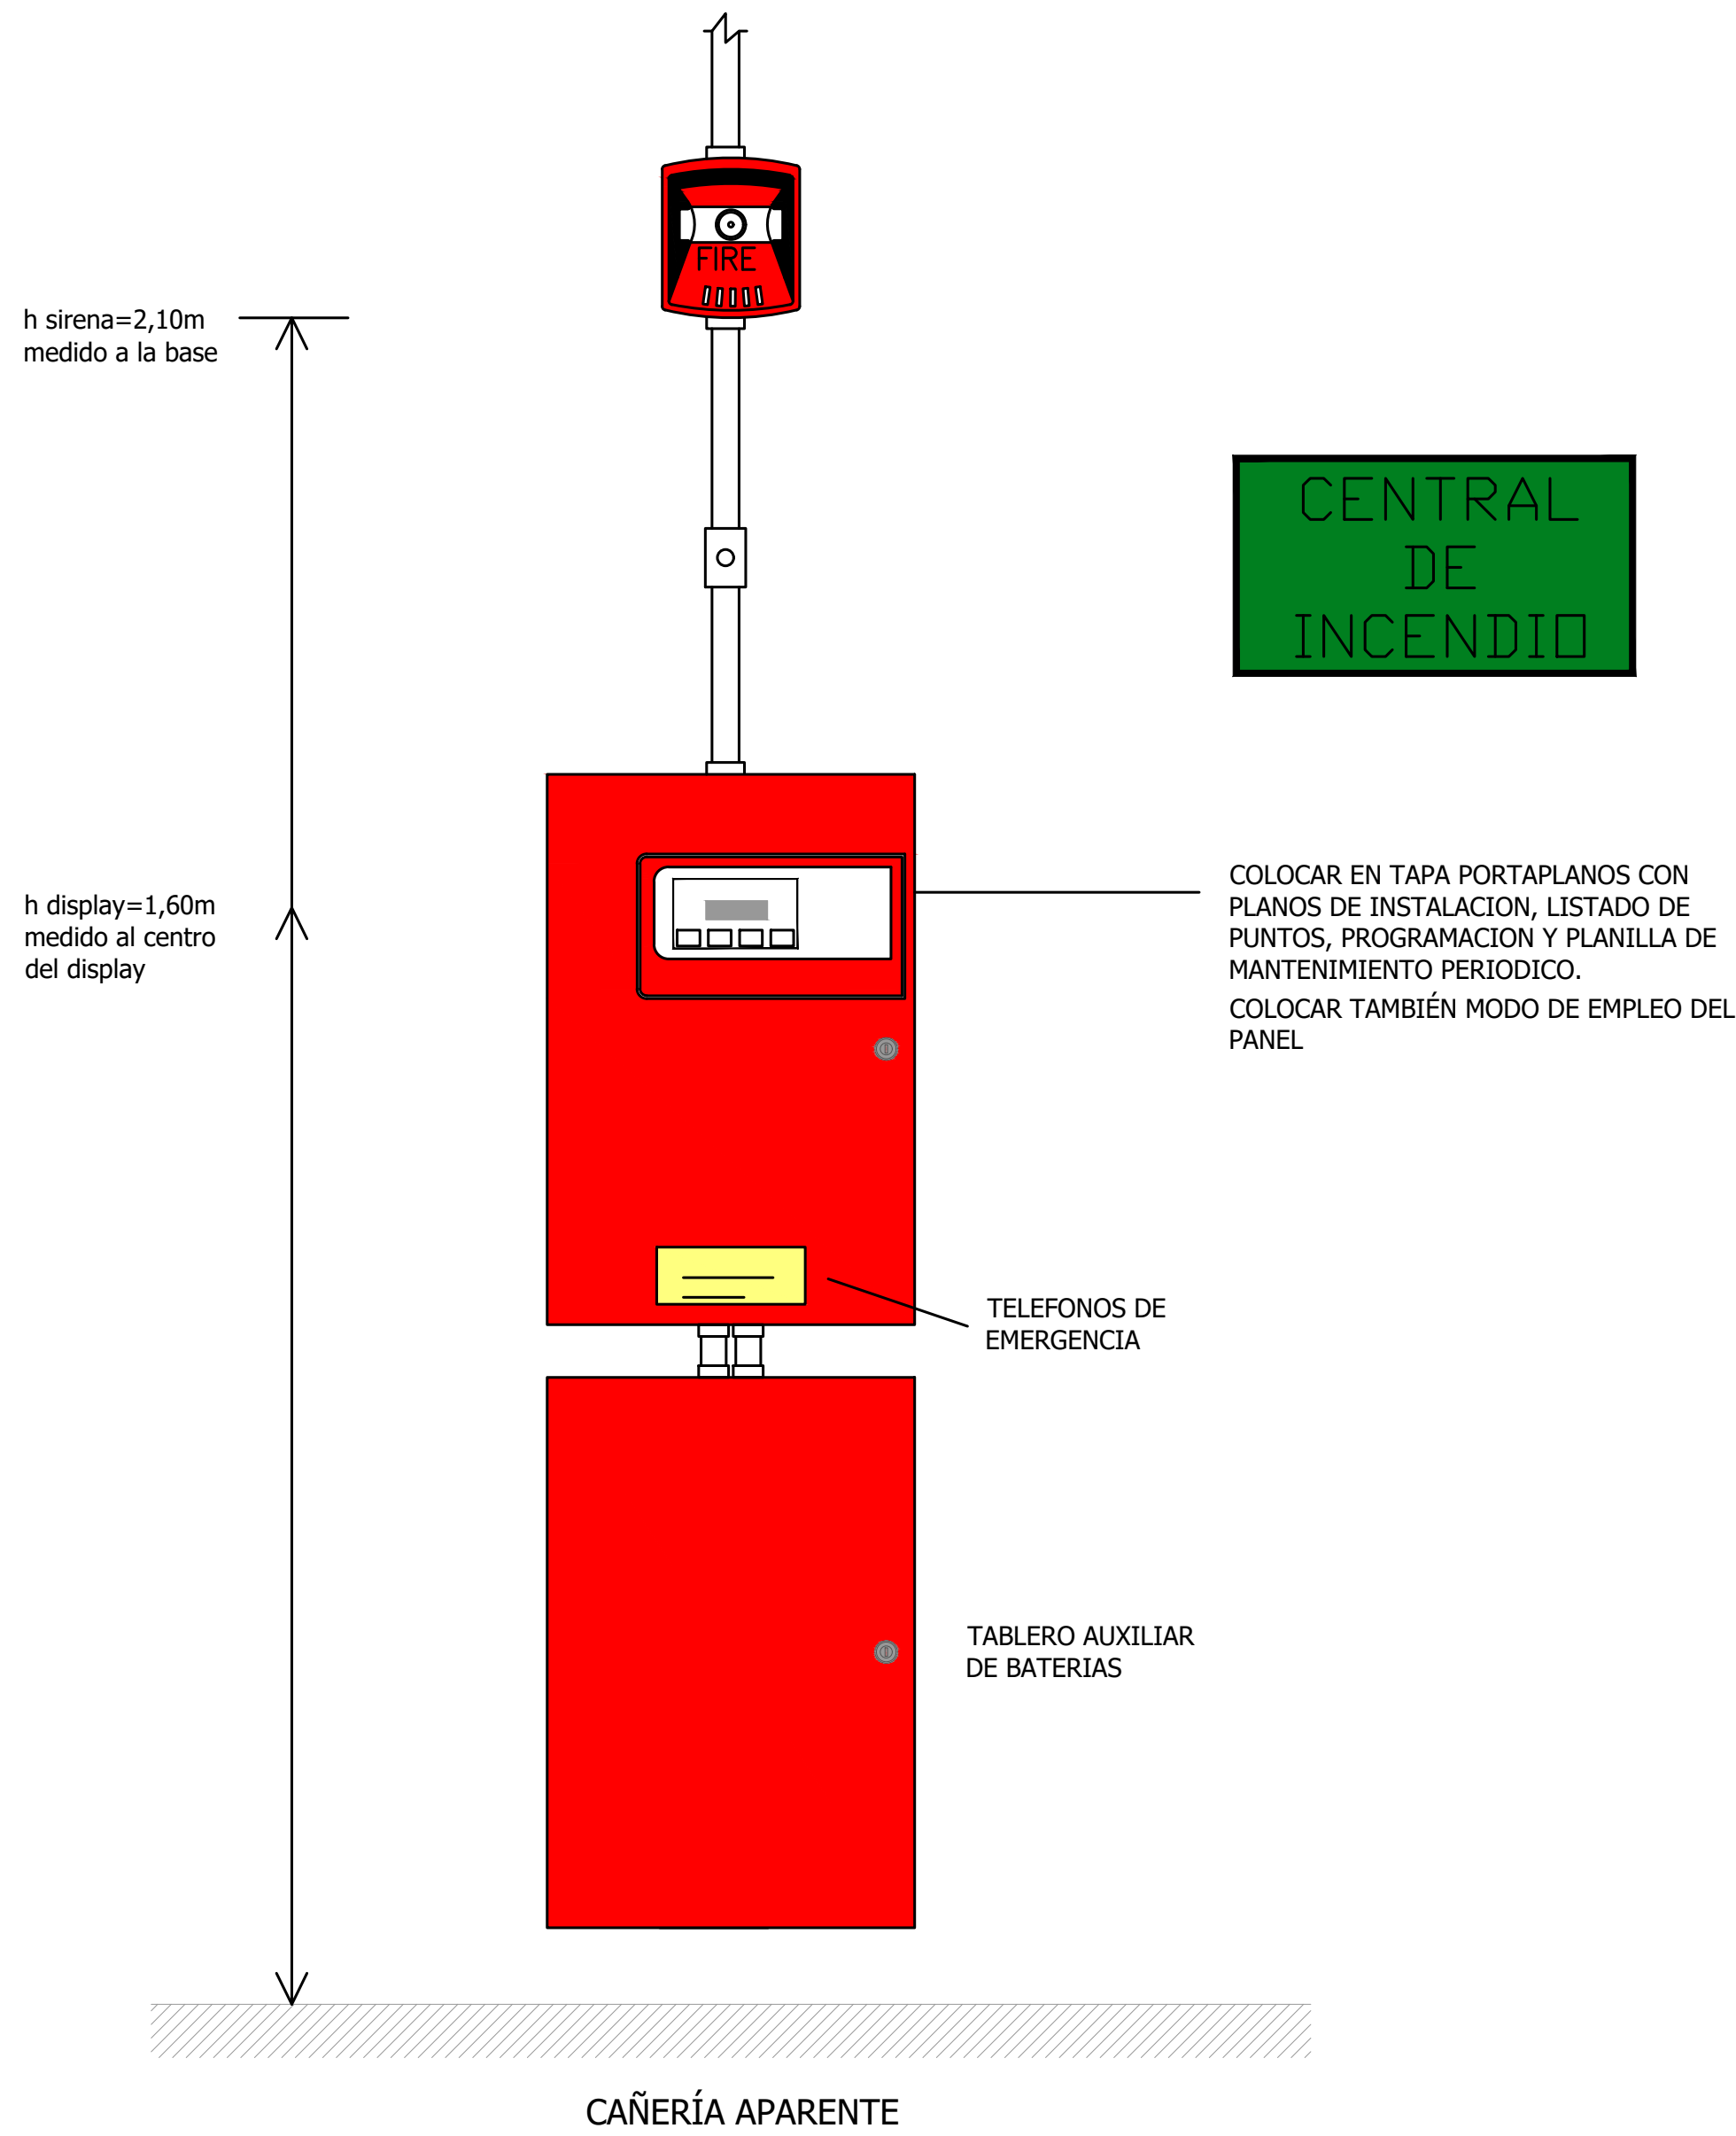 FIRE
h sirena=2,10m
medido a la base
CENTRAL
DE
INCENDIO
h display=1,60m
medido al centro
del display
COLOCAR EN TAPA PORTAPLANOS CON
PLANOS DE INSTALACION, LISTADO DE
PUNTOS, PROGRAMACION Y PLANILLA DE
MANTENIMIENTO PERIODICO.
COLOCAR TAMBIÉN MODO DE EMPLEO DEL
PANEL
TELEFONOS DE
EMERGENCIA
TABLERO AUXILIAR
DE BATERIAS
CAÑERÍA APARENTE